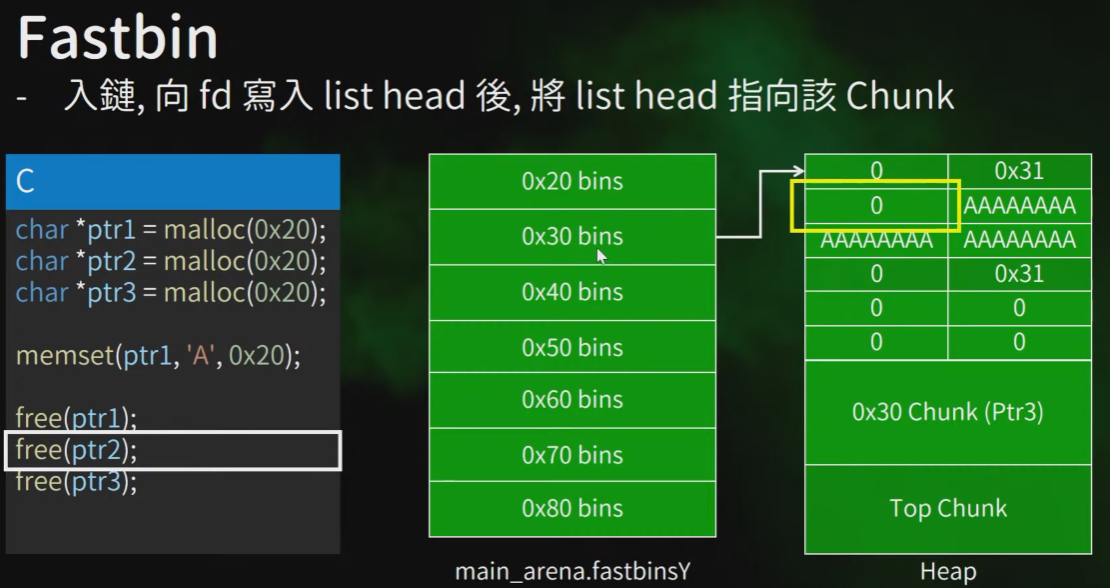 Fastbin
- 入鏈, 向 fd 寫入 list head 後, 將 list head 指向該 Chunk
C
char *ptr1 = malloc(0x20);
char *ptr2 = malloc(0x20);
char *ptr3 = malloc(0x20);
memset(ptr1, 'A', 0x20);
free(ptr1);
free(ptr2);
free(ptr3);
0x20 bins
0x30 bins
0x40 bins
0x50 bins
0x60 bins
0x70 bins
0x80 bins
main_arena.fastbinsY
0 0x31
0 AAAAAAAA
AAAAAAAA AAAAAAAA
0 0x31
0 0
0 0
0x30 Chunk (Ptr3)
Top Chunk
Heap